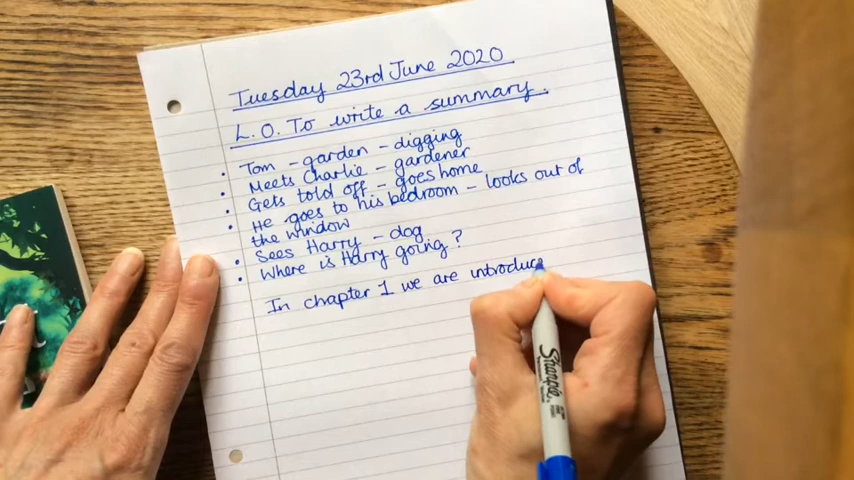 Tuesday 23rd June 2020
L.O. To write a summary.
• Tom - garden - digging
• Meets Charlie - gardener
• Gets told off - goes home
• He goes to his bedroom - looks out of
the window
• Sees Harry - dog
• Where is Harry going?
In chapter 1 we are introduce
Sharpie